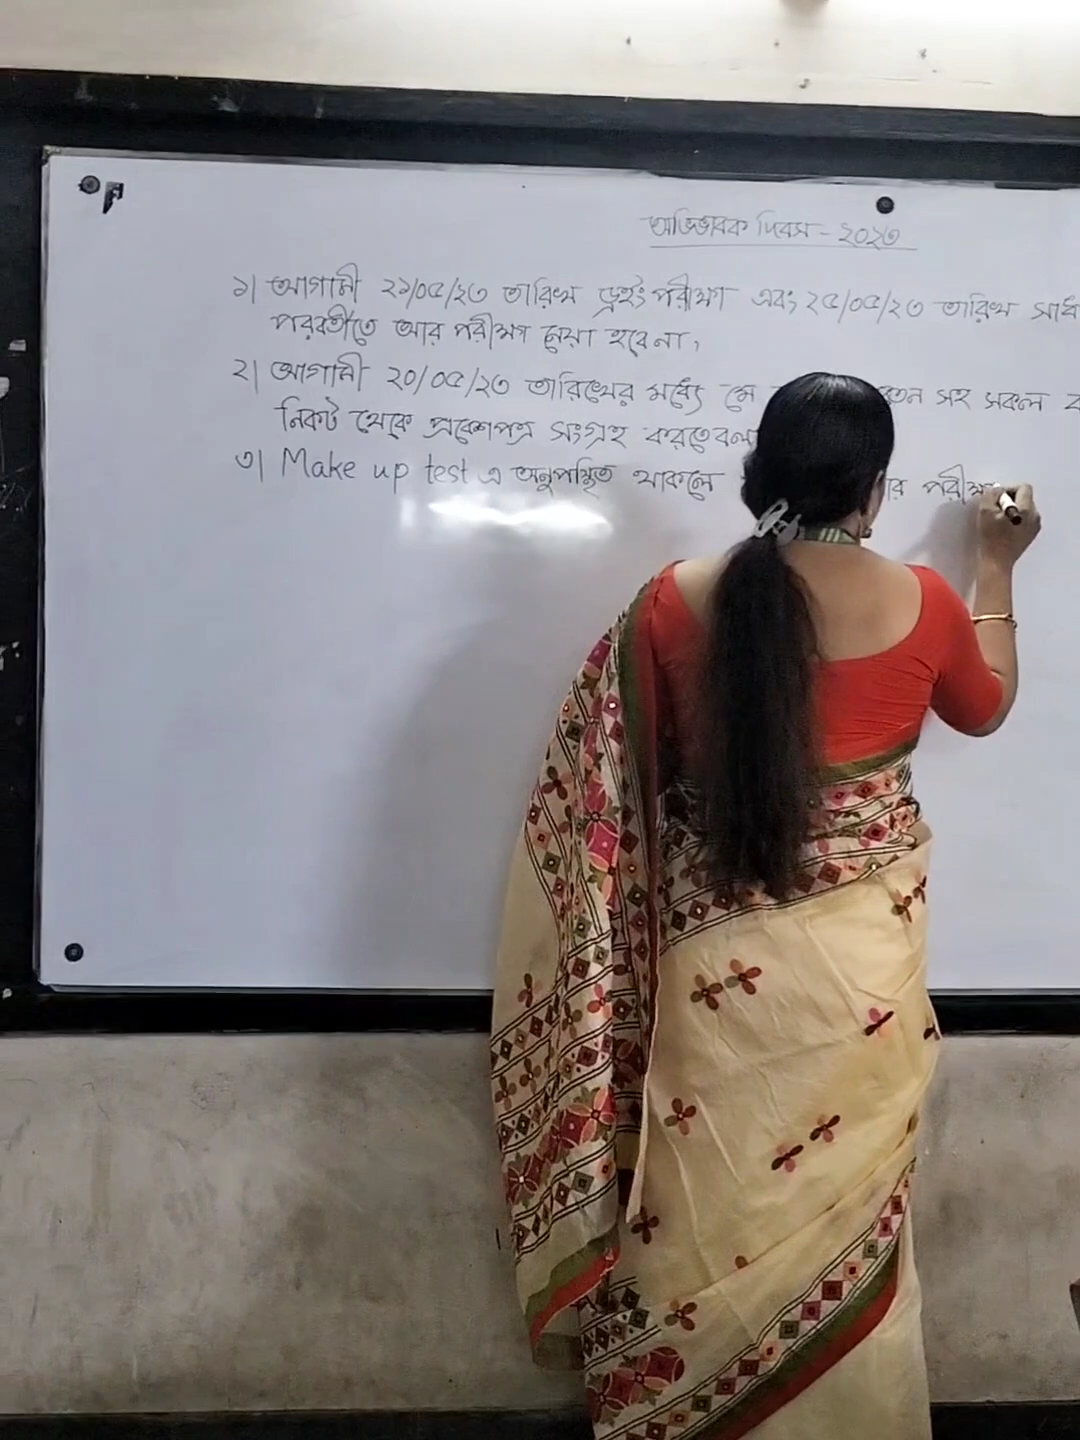 অভিভাবক দিবস - ২০২৩
১| আগামী ২১/০৫/২৩ তারিখ ড্রইং পরীক্ষা এবং ২৫/০৫/২৩ তারিখ
পরবর্তীতে আর পরীক্ষা নেয়া হবে না,
২| আগামী ২০/০৫/২৩ তারিখের মধ্যে মে বেতন সহ সকল
নিকট থেকে প্রবেশপত্র সংগ্রহ করতে
৩| Make up test এ অনুপস্থিত থাকলে আর